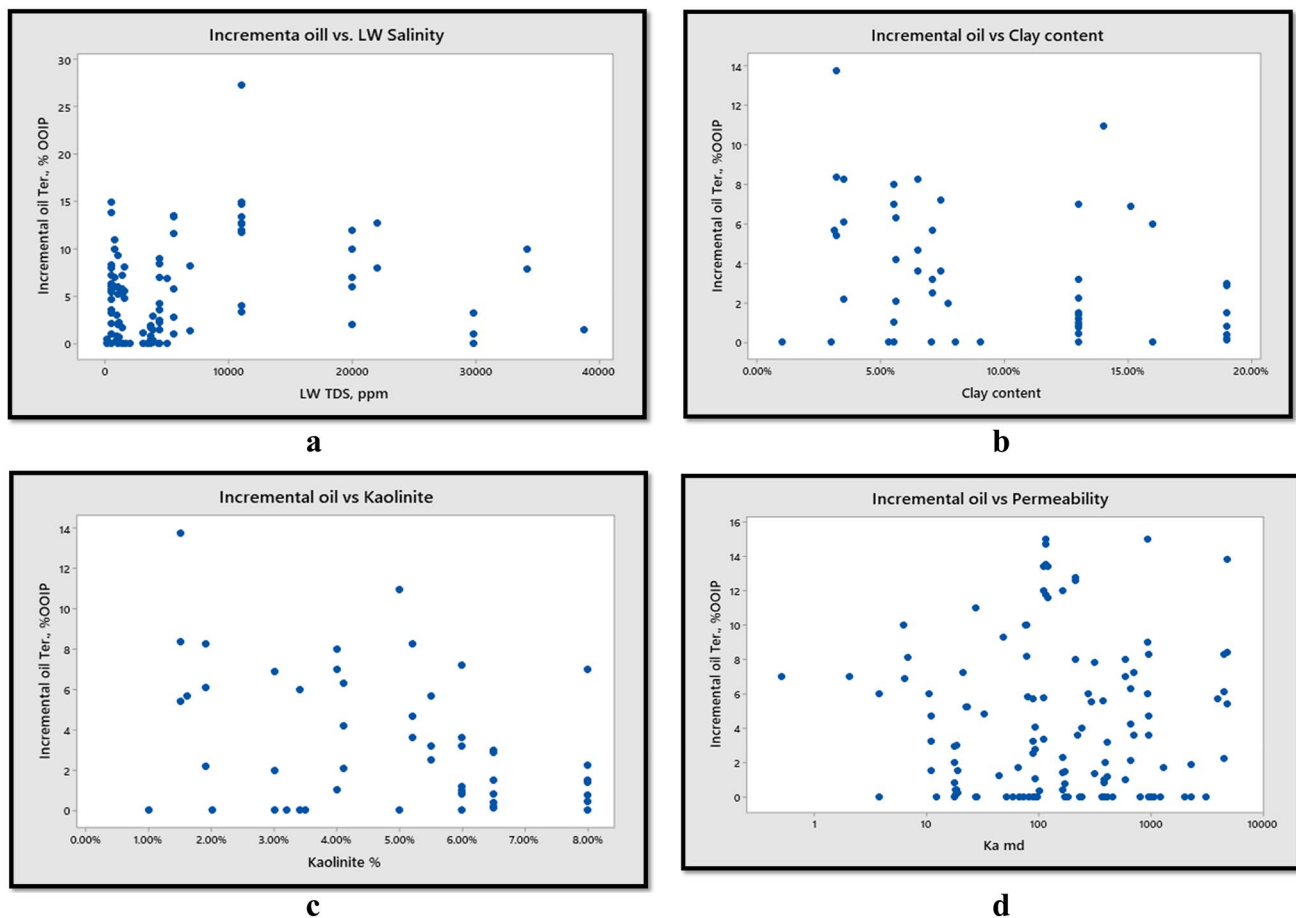 Incrementa oill vs. LW Salinity
Incremental oil Ter., % OOIP
30
25
20
15
10
5
0
0 10000 20000 30000 40000
LW TDS, ppm
a
Incremental oil vs Clay content
Incremental oil Ter., %OOIP
14
12
10
8
6
4
2
0
0.00% 5.00% 10.00% 15.00% 20.00%
Clay content
b
Incremental oil vs Kaolinite
Incremental oil Ter., %OOIP
14
12
10
8
6
4
2
0
0.00% 1.00% 2.00% 3.00% 4.00% 5.00% 6.00% 7.00% 8.00%
Kaolinite %
c
Incremental oil vs Permeability
Incremental oil Ter., %OOIP
16
14
12
10
8
6
4
2
0
1 10 100 1000 10000
Ka md
d